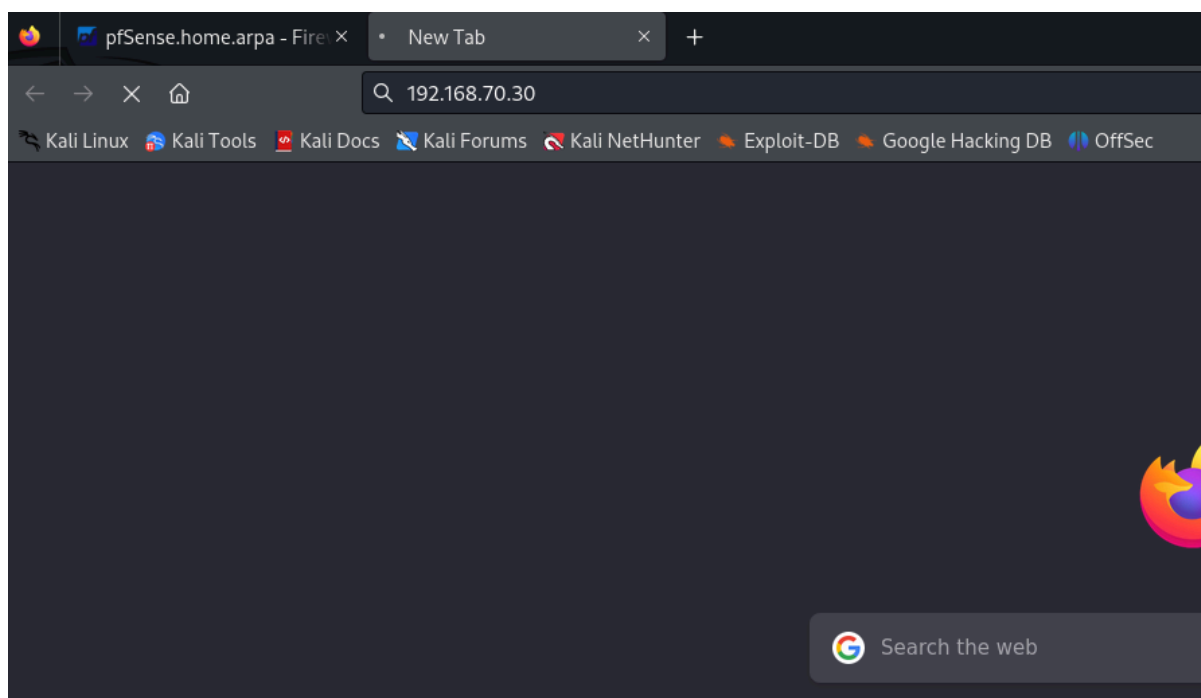 pfSense.home.arpa - Fire
New Tab
192.168.70.30
Kali Linux Kali Tools Kali Docs Kali Forums Kali NetHunter Exploit-DB Google Hacking DB OffSec
Search the web